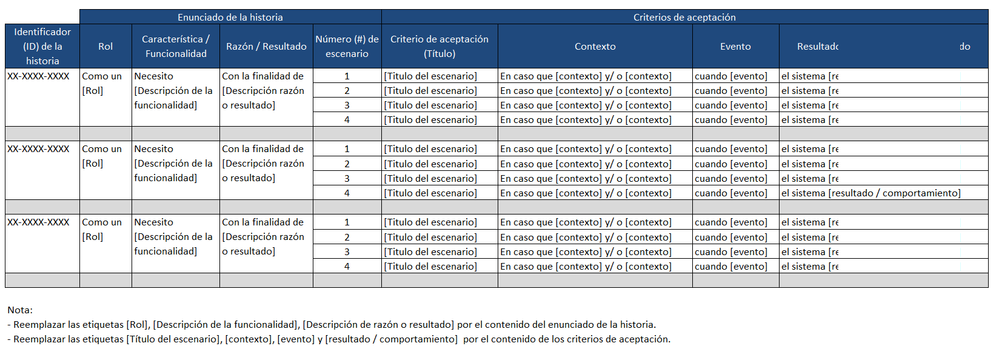 Enunciado de la historia
Criterios de aceptación
Identificador
(ID) de la
historia
Rol
Característica /
Funcionalidad
Razón / Resultado
Número (#) de
escenario
Criterio de aceptación
(Título)
Contexto
Evento
Resultado
XX-XXXX-XXXX
Como un
[Rol]
Necesito
[Descripción de la
funcionalidad]
Con la finalidad de
[Descripción razón
o resultado]
1 [Titulo del escenario] En caso que [contexto] y/ o [contexto] cuando [evento] el sistema
2 [Titulo del escenario] En caso que [contexto] y/ o [contexto] cuando [evento] el sistema
3 [Titulo del escenario] En caso que [contexto] y/ o [contexto] cuando [evento] el sistema
4 [Titulo del escenario] En caso que [contexto] y/ o [contexto] cuando [evento] el sistema
XX-XXXX-XXXX
Como un
[Rol]
Necesito
[Descripción de la
funcionalidad]
Con la finalidad de
[Descripción razón
o resultado]
1 [Titulo del escenario] En caso que [contexto] y/ o [contexto] cuando [evento] el sistema
2 [Titulo del escenario] En caso que [contexto] y/ o [contexto] cuando [evento] el sistema
3 [Titulo del escenario] En caso que [contexto] y/ o [contexto] cuando [evento] el sistema
4 [Titulo del escenario] En caso que [contexto] y/ o [contexto] cuando [evento] el sistema [resultado / comportamiento]
XX-XXXX-XXXX
Como un
[Rol]
Necesito
[Descripción de la
funcionalidad]
Con la finalidad de
[Descripción razón
o resultado]
1 [Titulo del escenario] En caso que [contexto] y/ o [contexto] cuando [evento] el sistema
2 [Titulo del escenario] En caso que [contexto] y/ o [contexto] cuando [evento] el sistema
3 [Titulo del escenario] En caso que [contexto] y/ o [contexto] cuando [evento] el sistema
4 [Titulo del escenario] En caso que [contexto] y/ o [contexto] cuando [evento] el sistema
Nota:
- Reemplazar las etiquetas [Rol], [Descripción de la funcionalidad], [Descripción de razón o resultado] por el contenido del enunciado de la historia.
- Reemplazar las etiquetas [Título del escenario], [contexto], [evento] y [resultado / comportamiento]  por el contenido de los criterios de aceptación.